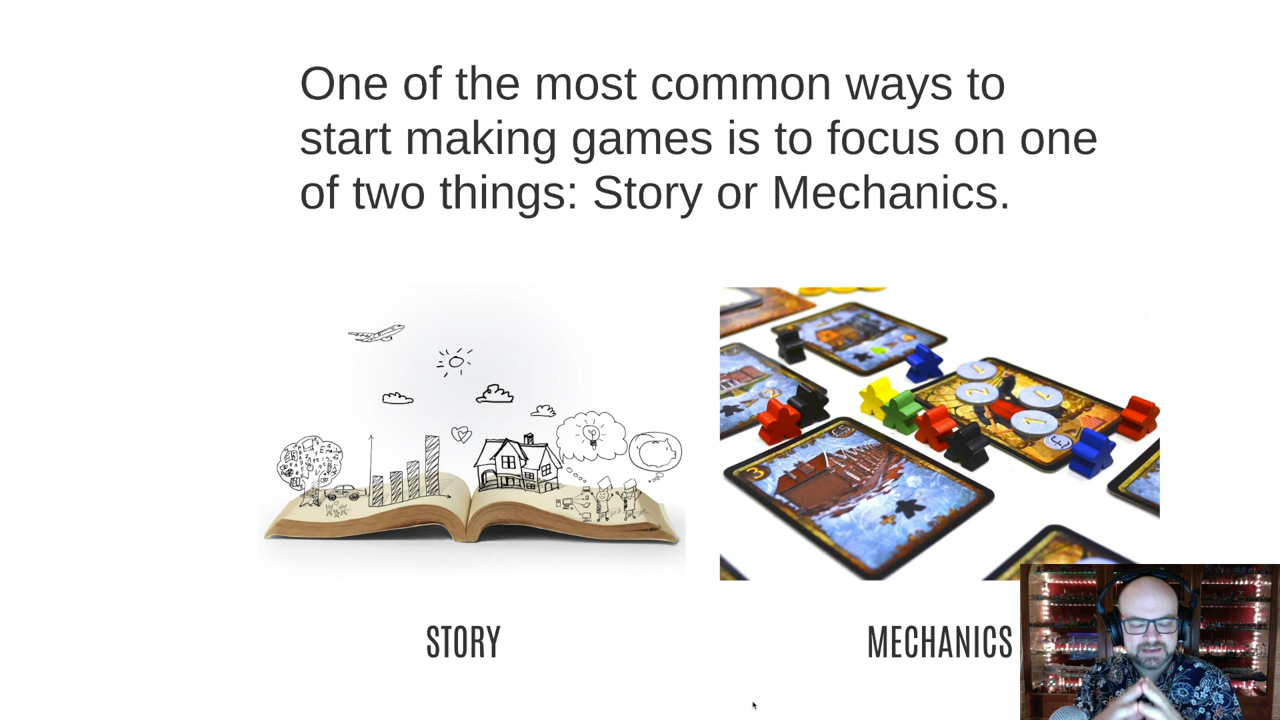 One of the most common ways to
start making games is to focus on one
of two things: Story or Mechanics.
3
STORY
MECHANICS